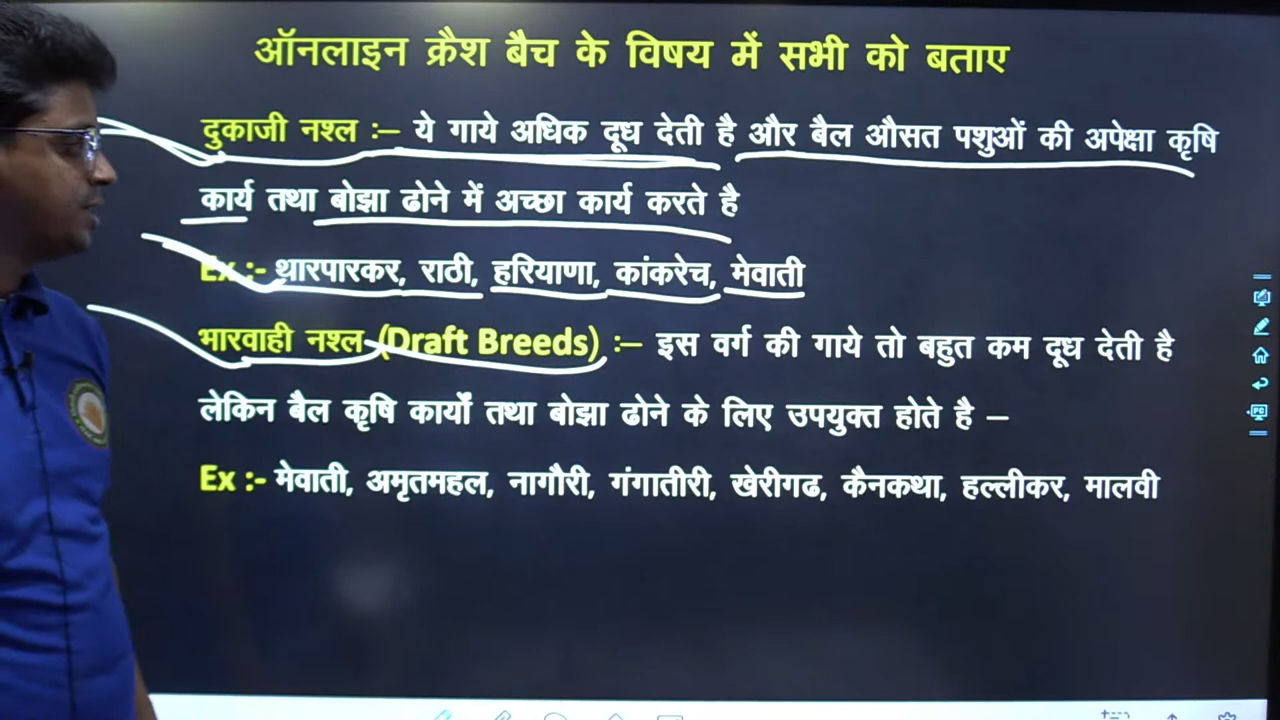 ऑनलाइन क्रैश बैच के विषय में सभी को बताए
दुकाजी नश्ल :– ये गाये अधिक दूध देती है और बैल औसत पशुओं की अपेक्षा कृषि
कार्य तथा बोझा ढोने में अच्छा कार्य करते है
Ex :- थारपारकर, राठी, हरियाणा, कांकरेच, मेवाती
भारवाही नश्ल (Draft Breeds) :– इस वर्ग की गाये तो बहुत कम दूध देती है
लेकिन बैल कृषि कार्यों तथा बोझा ढोने के लिए उपयुक्त होते है –
Ex :- मेवाती, अमृतमहल, नागौरी, गंगातीरी, खेरीगढ, कैनकथा, हल्लीकर, मालवी
PC